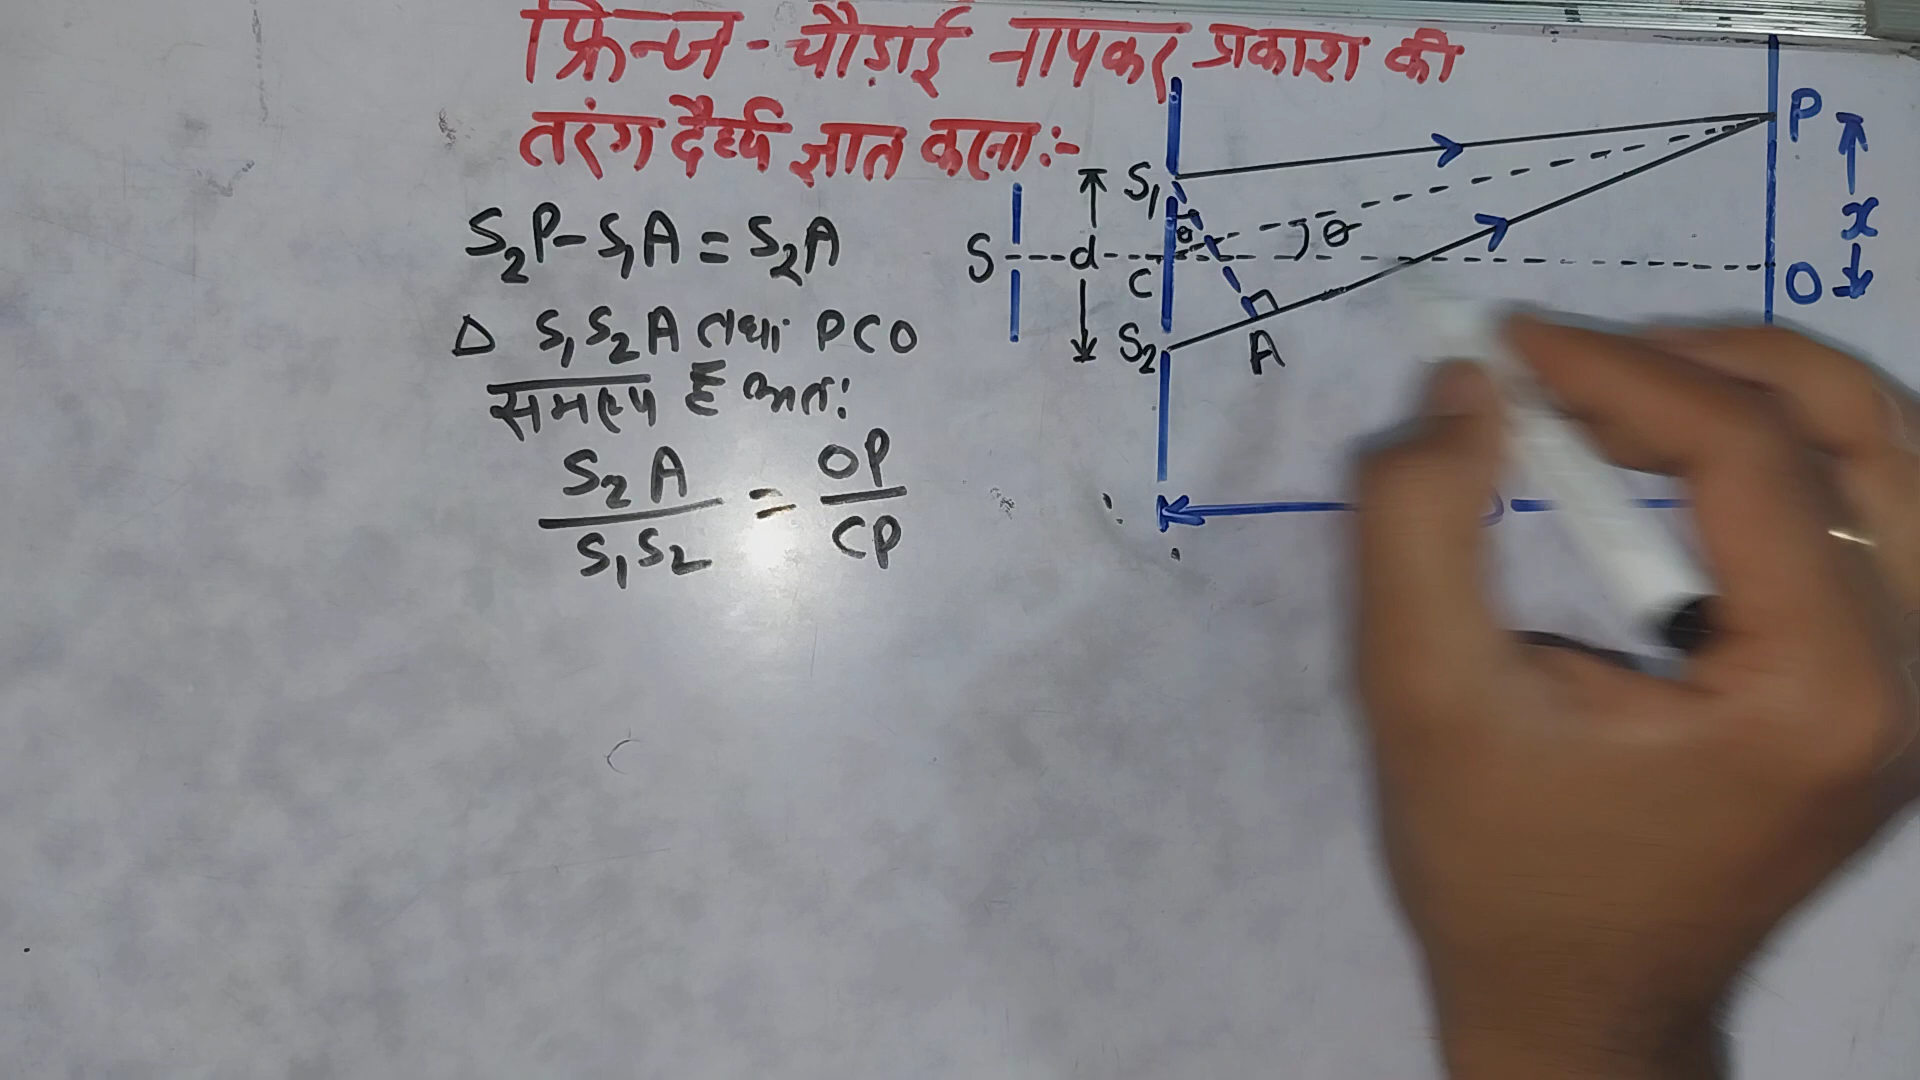 फ्रिन्ज-चौड़ाई नापकर प्रकाश की
तरंग दैर्ध्य ज्ञात करना:-
S₂P-S₁A=S₂A
Δ S₁S₂A तथा PCO
समरूप है अत:
S₂A/S₁S₂ = OP/CP
S
d
S₁
θ
C
S₂
A
θ
P
x
O